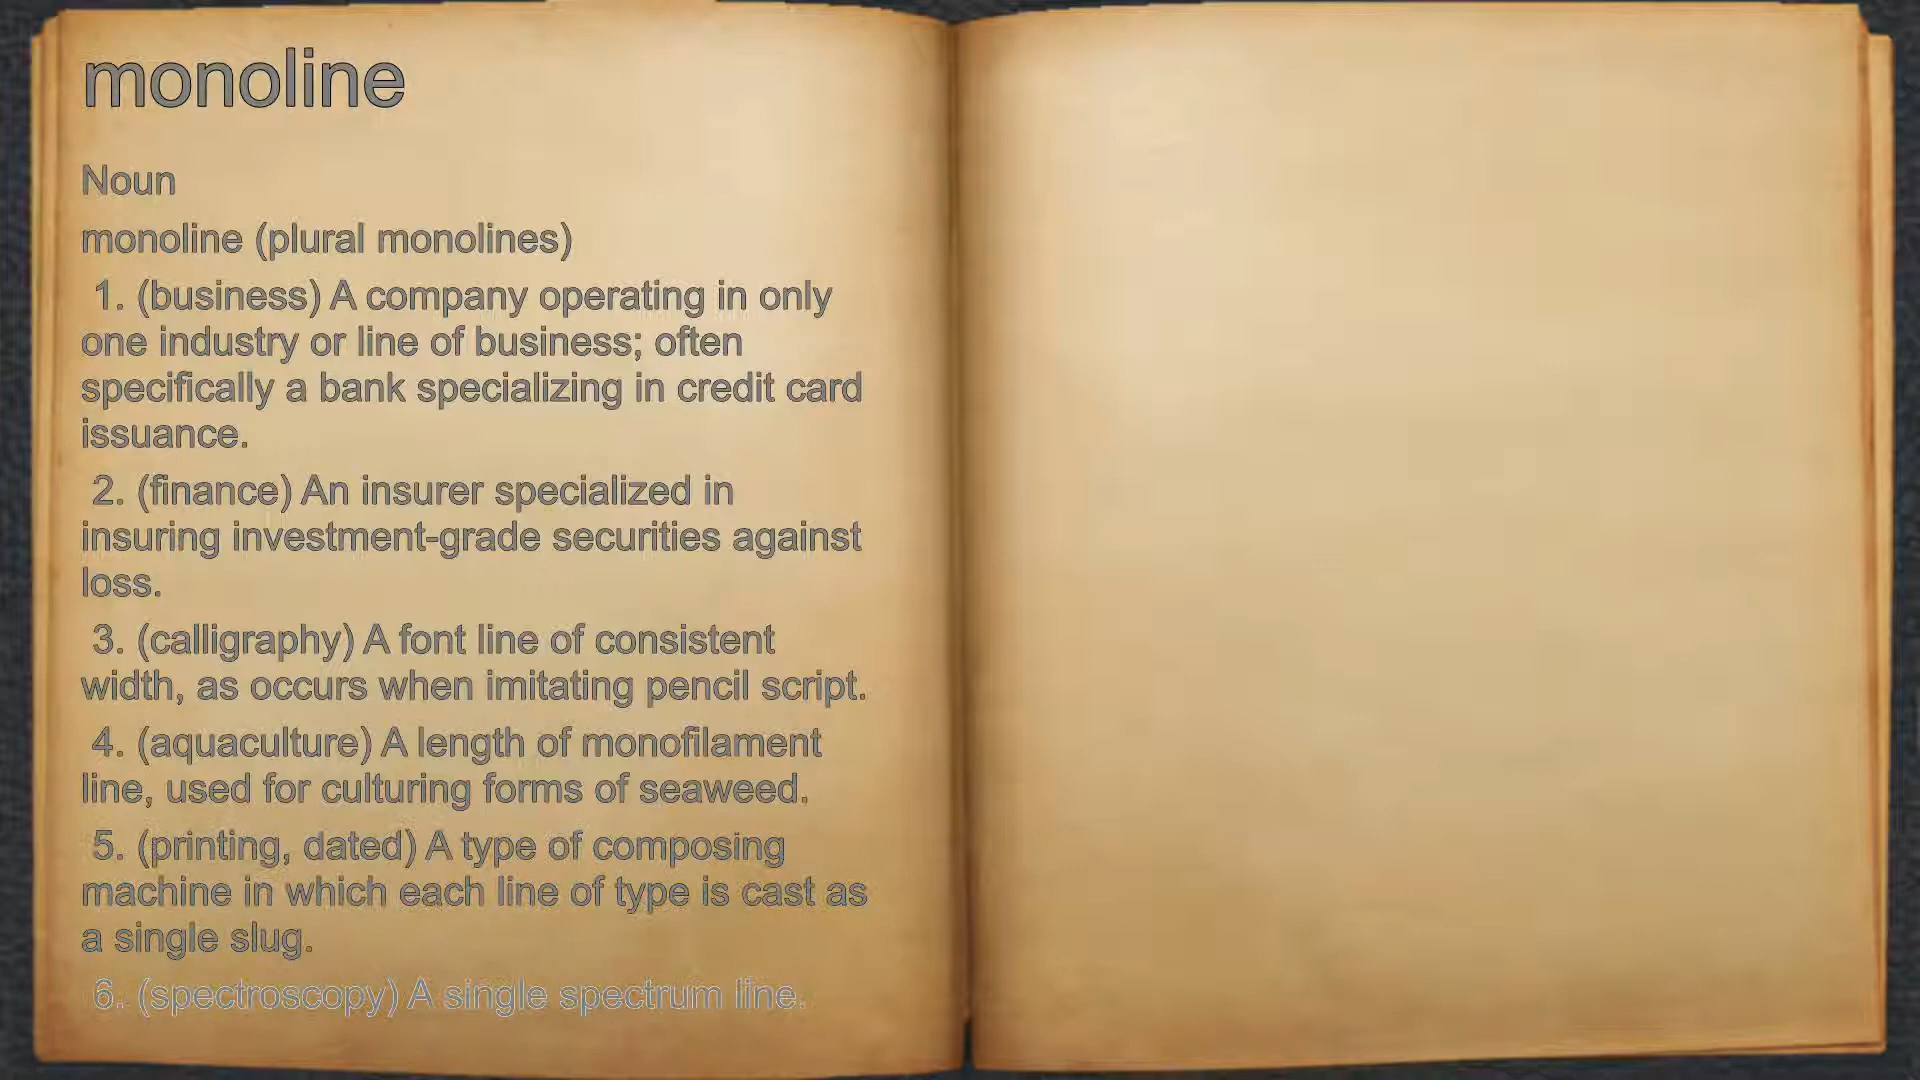 monoline
Noun
monoline (plural monolines)
1. (business) A company operating in only
one industry or line of business; often
specifically a bank specializing in credit card
issuance.
2. (finance) An insurer specialized in
insuring investment-grade securities against
loss.
3. (calligraphy) A font line of consistent
width, as occurs when imitating pencil script.
4. (aquaculture) A length of monofilament
line, used for culturing forms of seaweed.
5. (printing, dated) A type of composing
machine in which each line of type is cast as
a single slug.
6. (spectroscopy) A single spectrum line.